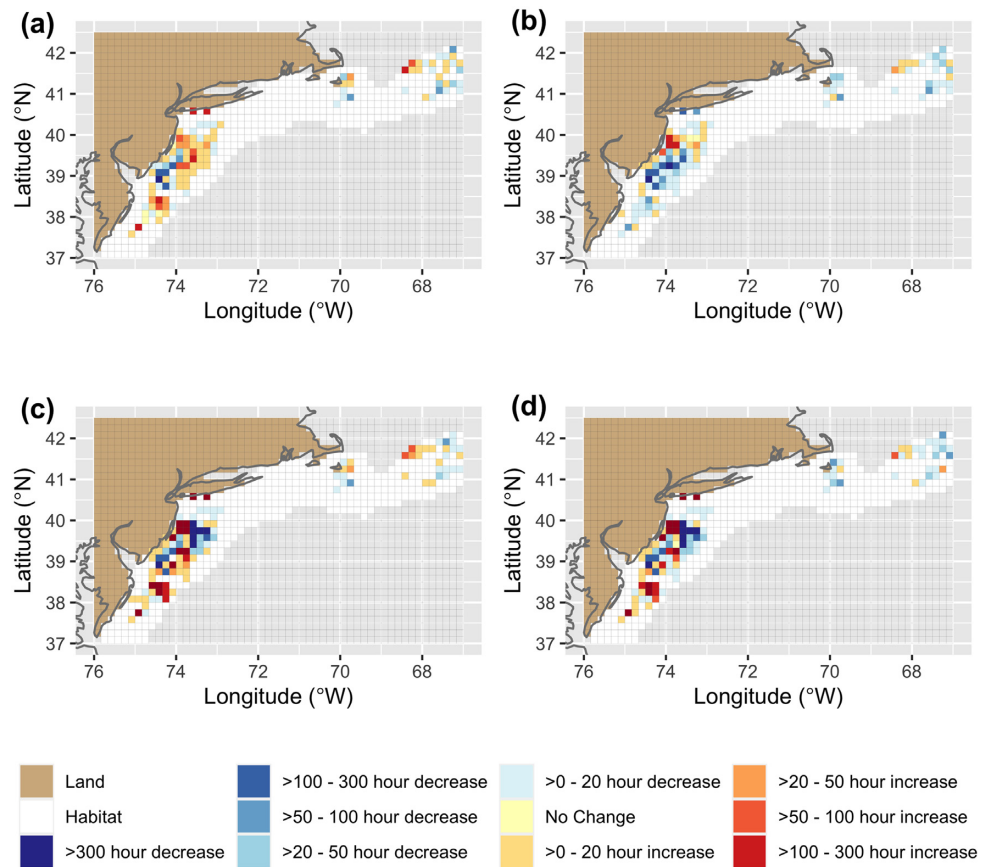 (a) (b)
42 42
41 41
40 40
39 39
38 38
37 37
Latitude (°N) Latitude (°N)
76 74 72 70 68 76 74 72 70 68
Longitude (°W) Longitude (°W)
(c) (d)
42 42
41 41
40 40
39 39
38 38
37 37
Latitude (°N) Latitude (°N)
76 74 72 70 68 76 74 72 70 68
Longitude (°W) Longitude (°W)
Land >100 - 300 hour decrease >0 - 20 hour decrease >20 - 50 hour increase
Habitat >50 - 100 hour decrease No Change >50 - 100 hour increase
>300 hour decrease >20 - 50 hour decrease >0 - 20 hour increase >100 - 300 hour increase